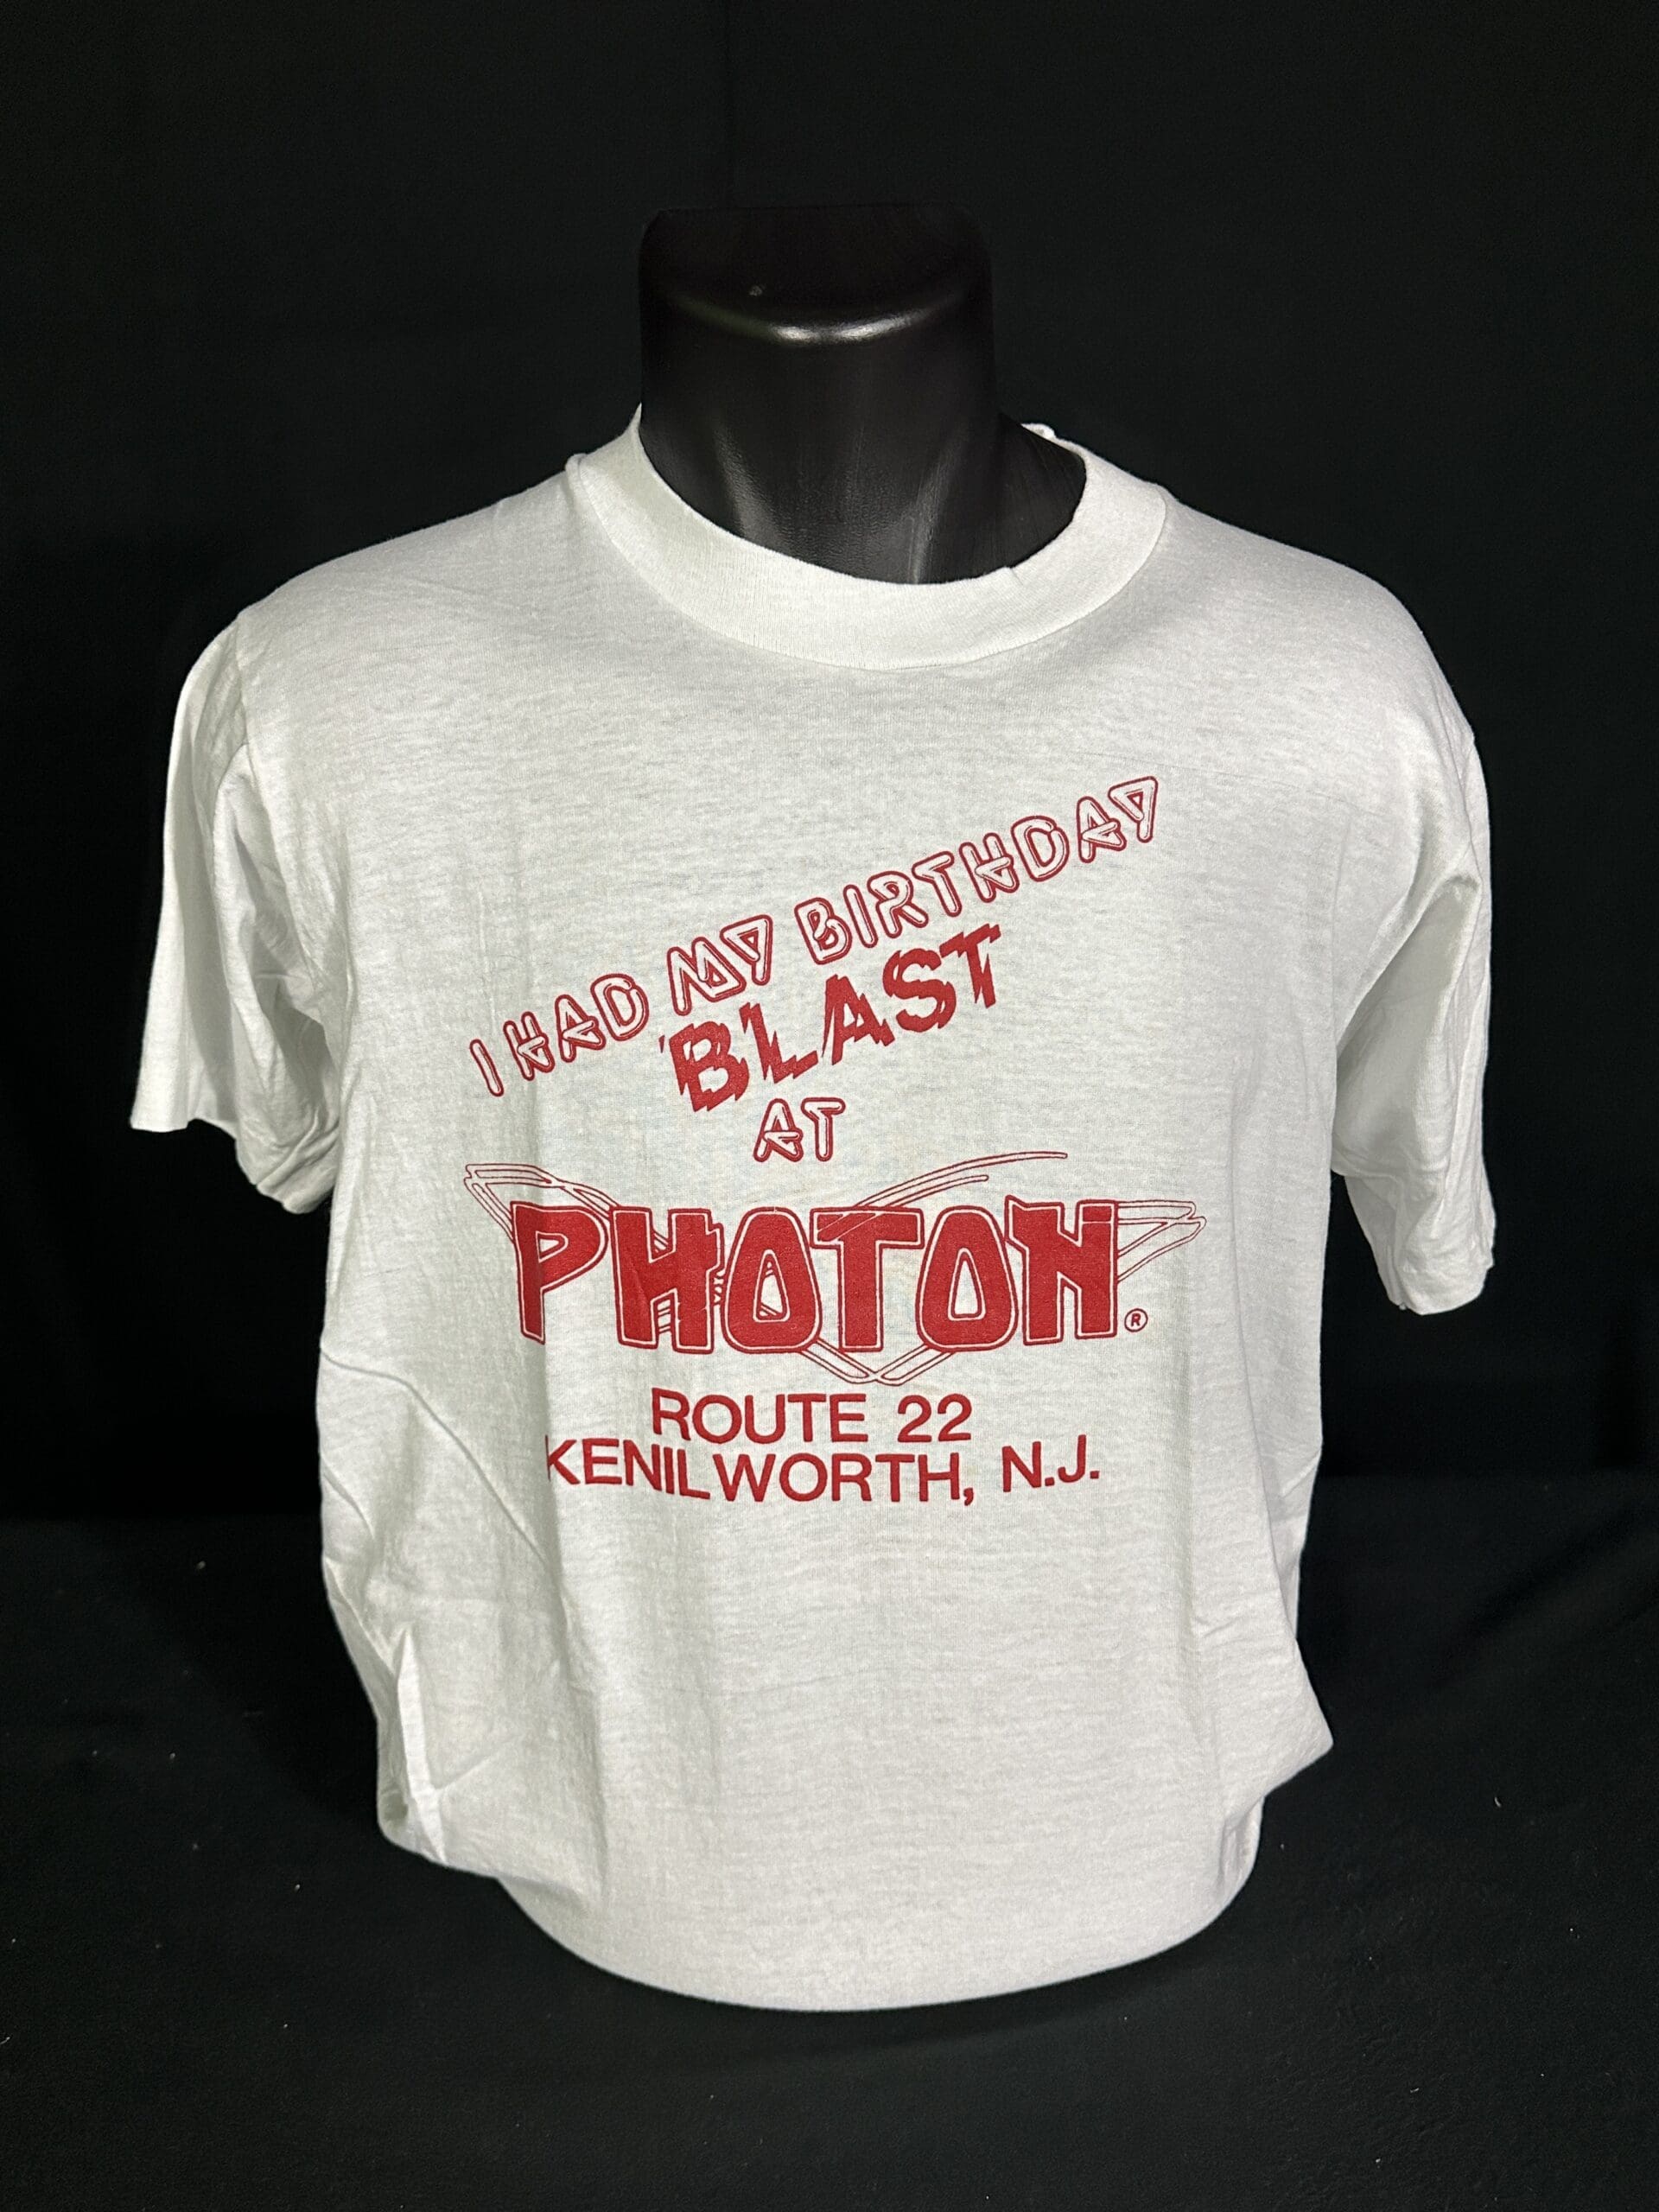 I HAD MY BIRTHDAY
BLAST
AT
PHOTON®
ROUTE 22
KENILWORTH, N.J.